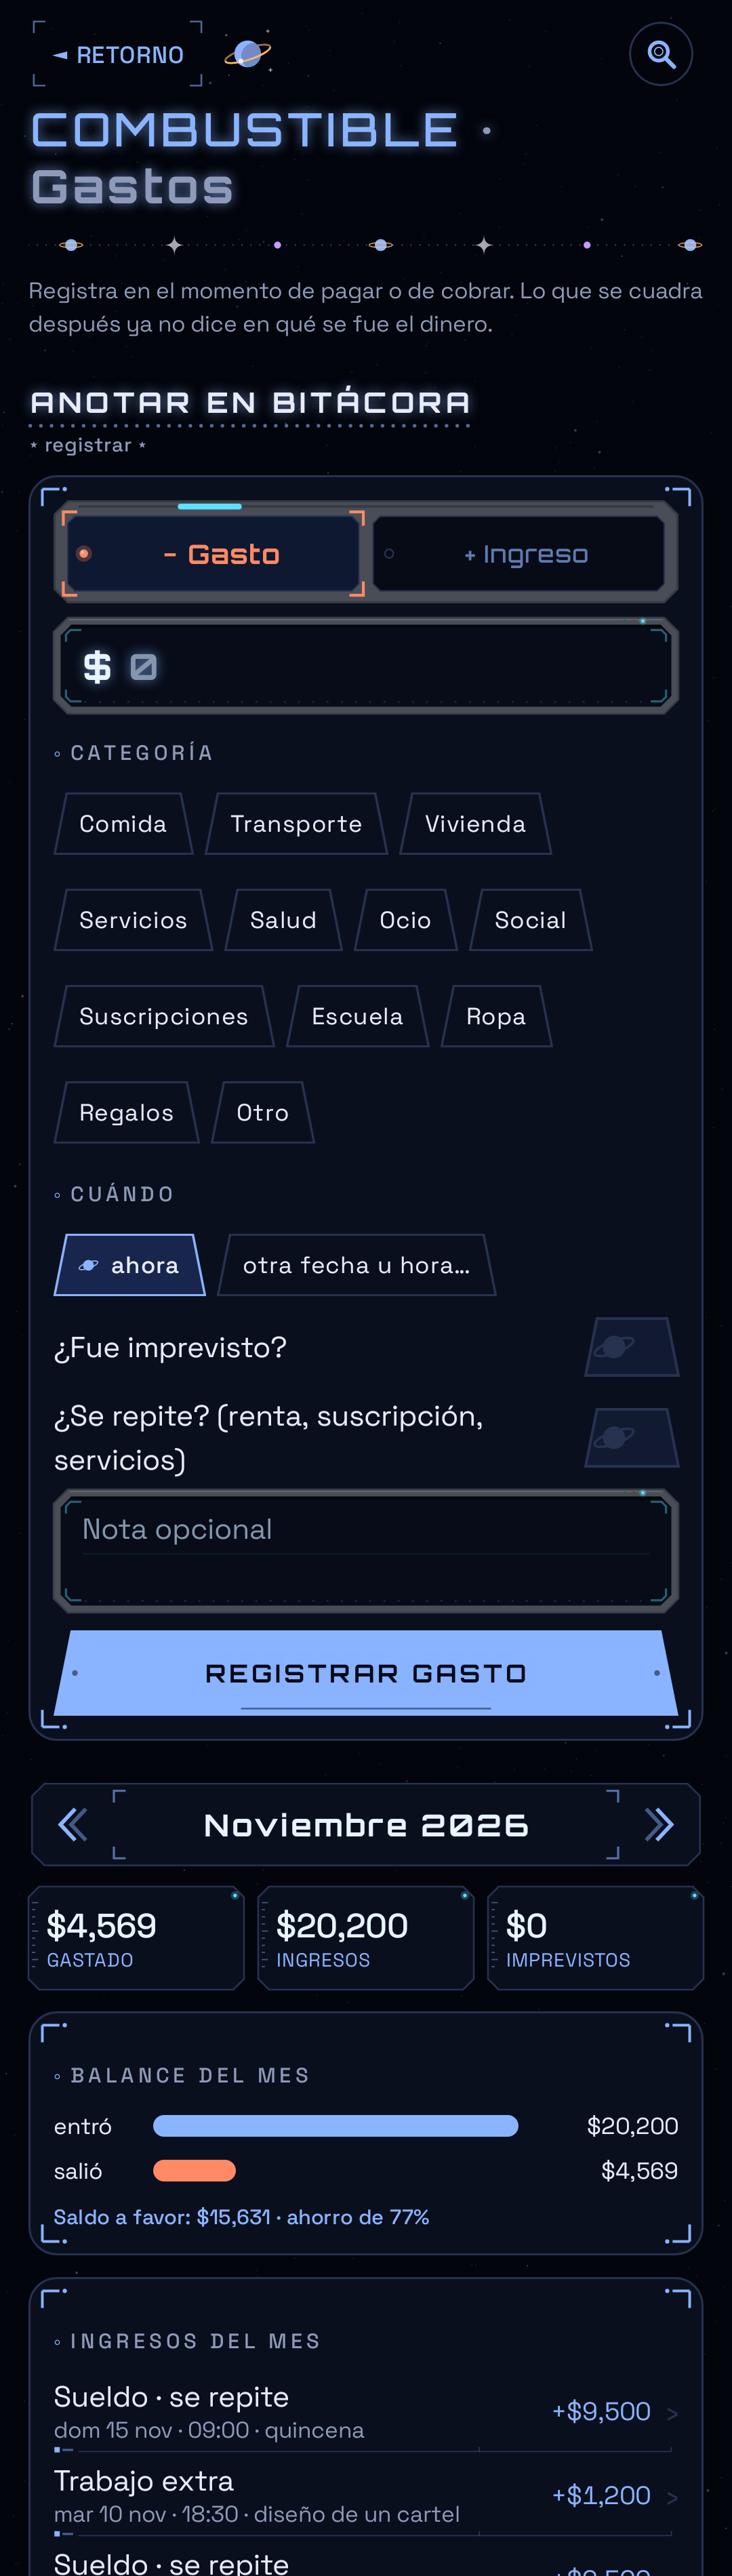 ◄ RETORNO
COMBUSTIBLE ·
Gastos
Registra en el momento de pagar o de cobrar. Lo que se cuadra
después ya no dice en qué se fue el dinero.
ANOTAR EN BITÁCORA
⋆ registrar ⋆
− Gasto
+ Ingreso
$ 0
CATEGORÍA
Comida
Transporte
Vivienda
Servicios
Salud
Ocio
Social
Suscripciones
Escuela
Ropa
Regalos
Otro
CUÁNDO
ahora
otra fecha u hora...
¿Fue imprevisto?
¿Se repite? (renta, suscripción,
servicios)
Nota opcional
REGISTRAR GASTO
Noviembre 2026
$4,569
GASTADO
$20,200
INGRESOS
$0
IMPREVISTOS
BALANCE DEL MES
entró $20,200
salió $4,569
Saldo a favor: $15,631 · ahorro de 77%
INGRESOS DEL MES
Sueldo · se repite
+$9,500 >
dom 15 nov · 09:00 · quincena
Trabajo extra
+$1,200 >
mar 10 nov · 18:30 · diseño de un cartel
Sueldo · se repite